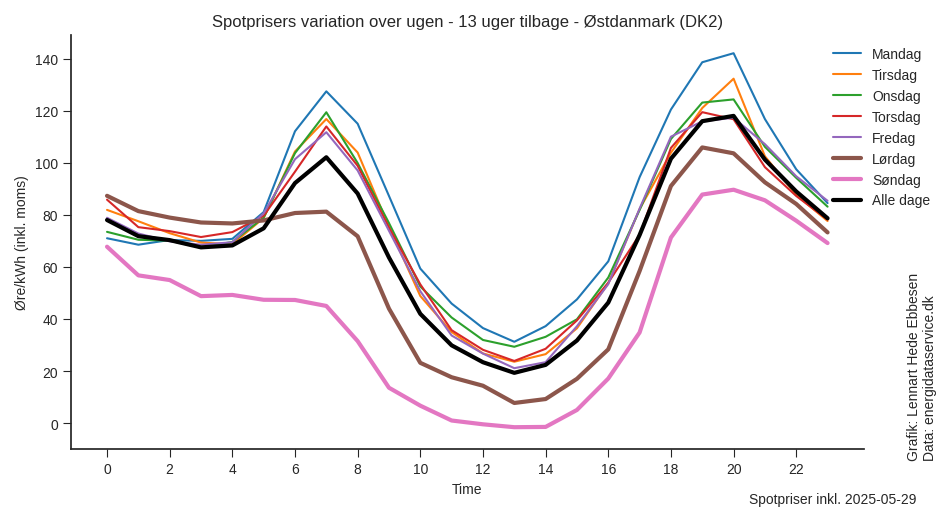 Spotprisers variation over ugen - 13 uger tilbage - Østdanmark (DK2)
Øre/kWh (inkl. moms)
140
120
100
80
60
40
20
0
0 2 4 6 8 10 12 14 16 18 20 22
Time
Mandag
Tirsdag
Onsdag
Torsdag
Fredag
Lørdag
Søndag
Alle dage
Grafik: Lennart Hede Ebbesen
Data: energidataservice.dk
Spotpriser inkl. 2025-05-29